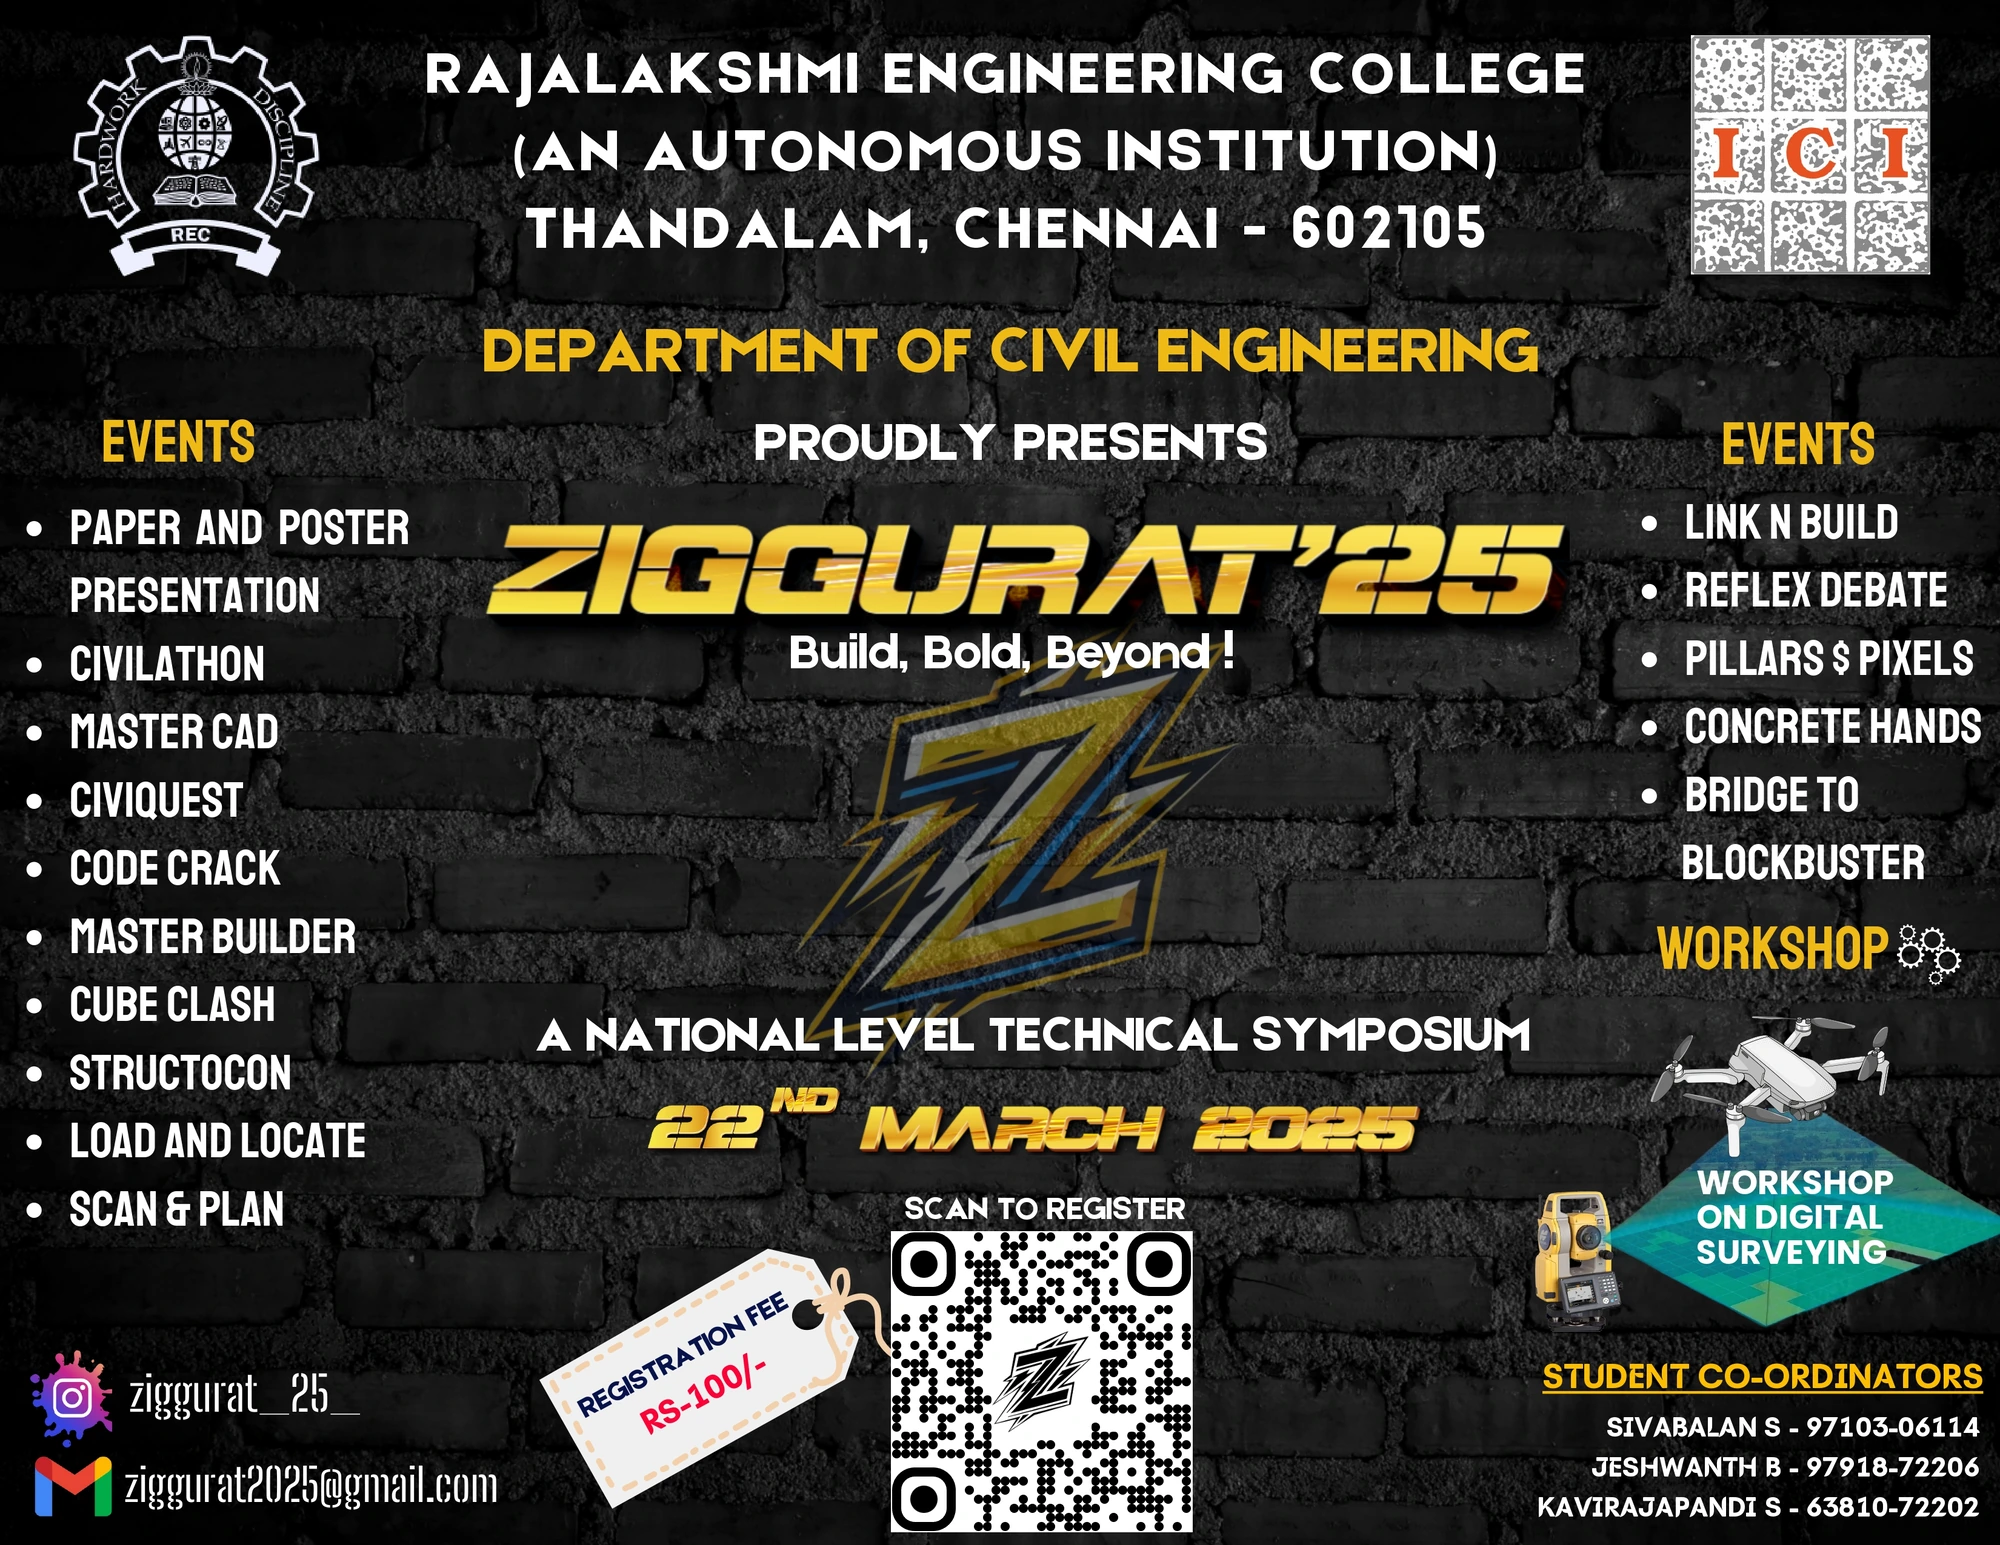 HARDWORK
DISCIPLINE
REC
RAJALAKSHMI ENGINEERING COLLEGE
(AN AUTONOMOUS INSTITUTION)
THANDALAM, CHENNAI - 602105
I C I
DEPARTMENT OF CIVIL ENGINEERING
PROUDLY PRESENTS
ZIGGURAT'25
Build, Bold, Beyond !
EVENTS
• PAPER AND POSTER
PRESENTATION
• CIVILATHON
• MASTER CAD
• CIVIQUEST
• CODE CRACK
• MASTER BUILDER
• CUBE CLASH
• STRUCTOCON
• LOAD AND LOCATE
• SCAN & PLAN
EVENTS
• LINK N BUILD
• REFLEX DEBATE
• PILLARS $ PIXELS
• CONCRETE HANDS
• BRIDGE TO
BLOCKBUSTER
WORKSHOP
WORKSHOP
ON DIGITAL
SURVEYING
Z
A NATIONAL LEVEL TECHNICAL SYMPOSIUM
22ND MARCH 2025
SCAN TO REGISTER
REGISTRATION FEE
RS-100/-
Z
ziggurat_25_
ziggurat2025@gmail.com
STUDENT CO-ORDINATORS
SIVABALAN S - 97103-06114
JESHWANTH B - 97918-72206
KAVIRAJAPANDI S - 63810-72202